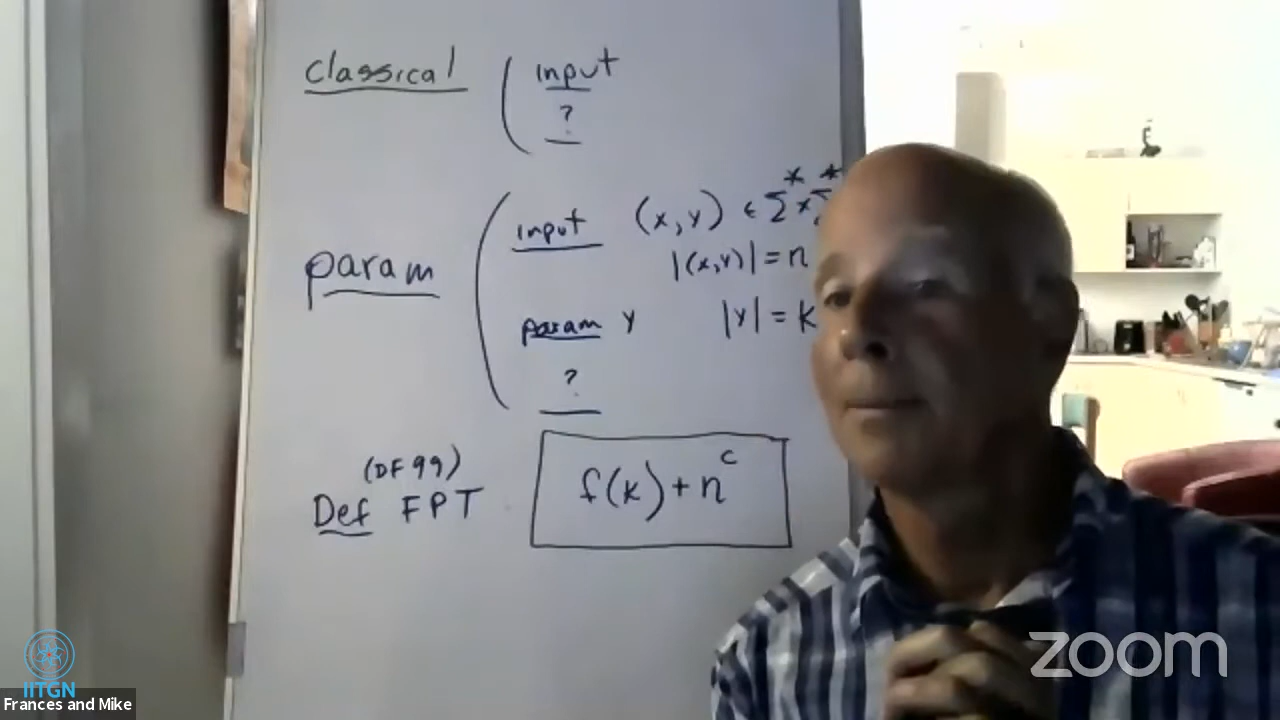 classical ( input
?
param ( input (x,y) ∈ Σ* x Σ*
|(x,y)| = n
param y |y| = k
?
(DF 99)
Def FPT f(k) + n^c
zoom
IITGN
Frances and Mike